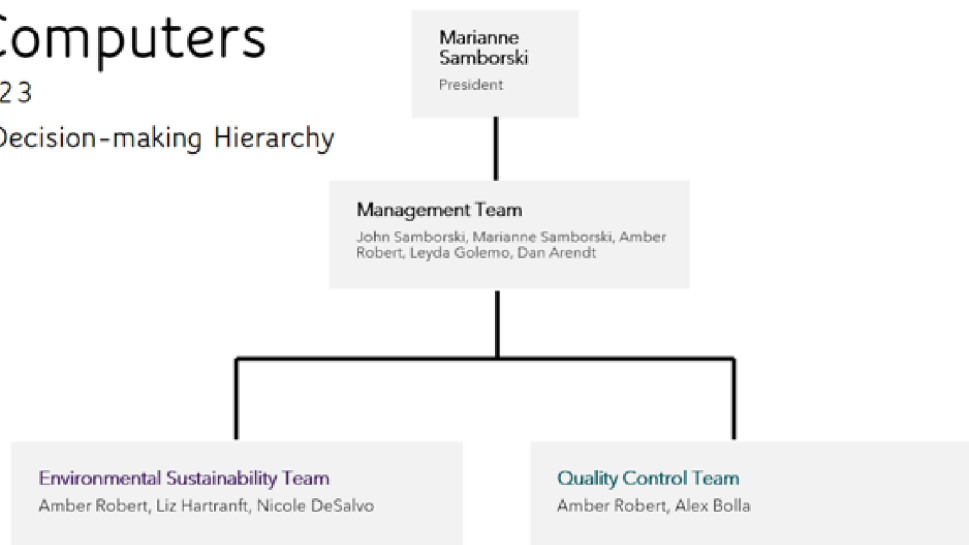 Computers
23
Decision-making Hierarchy
Marianne
Samborski
President
Management Team
John Samborski, Marianne Samborski, Amber
Robert, Leyda Golemo, Dan Arendt
Environmental Sustainability Team
Amber Robert, Liz Hartranft, Nicole DeSalvo
Quality Control Team
Amber Robert, Alex Bolla